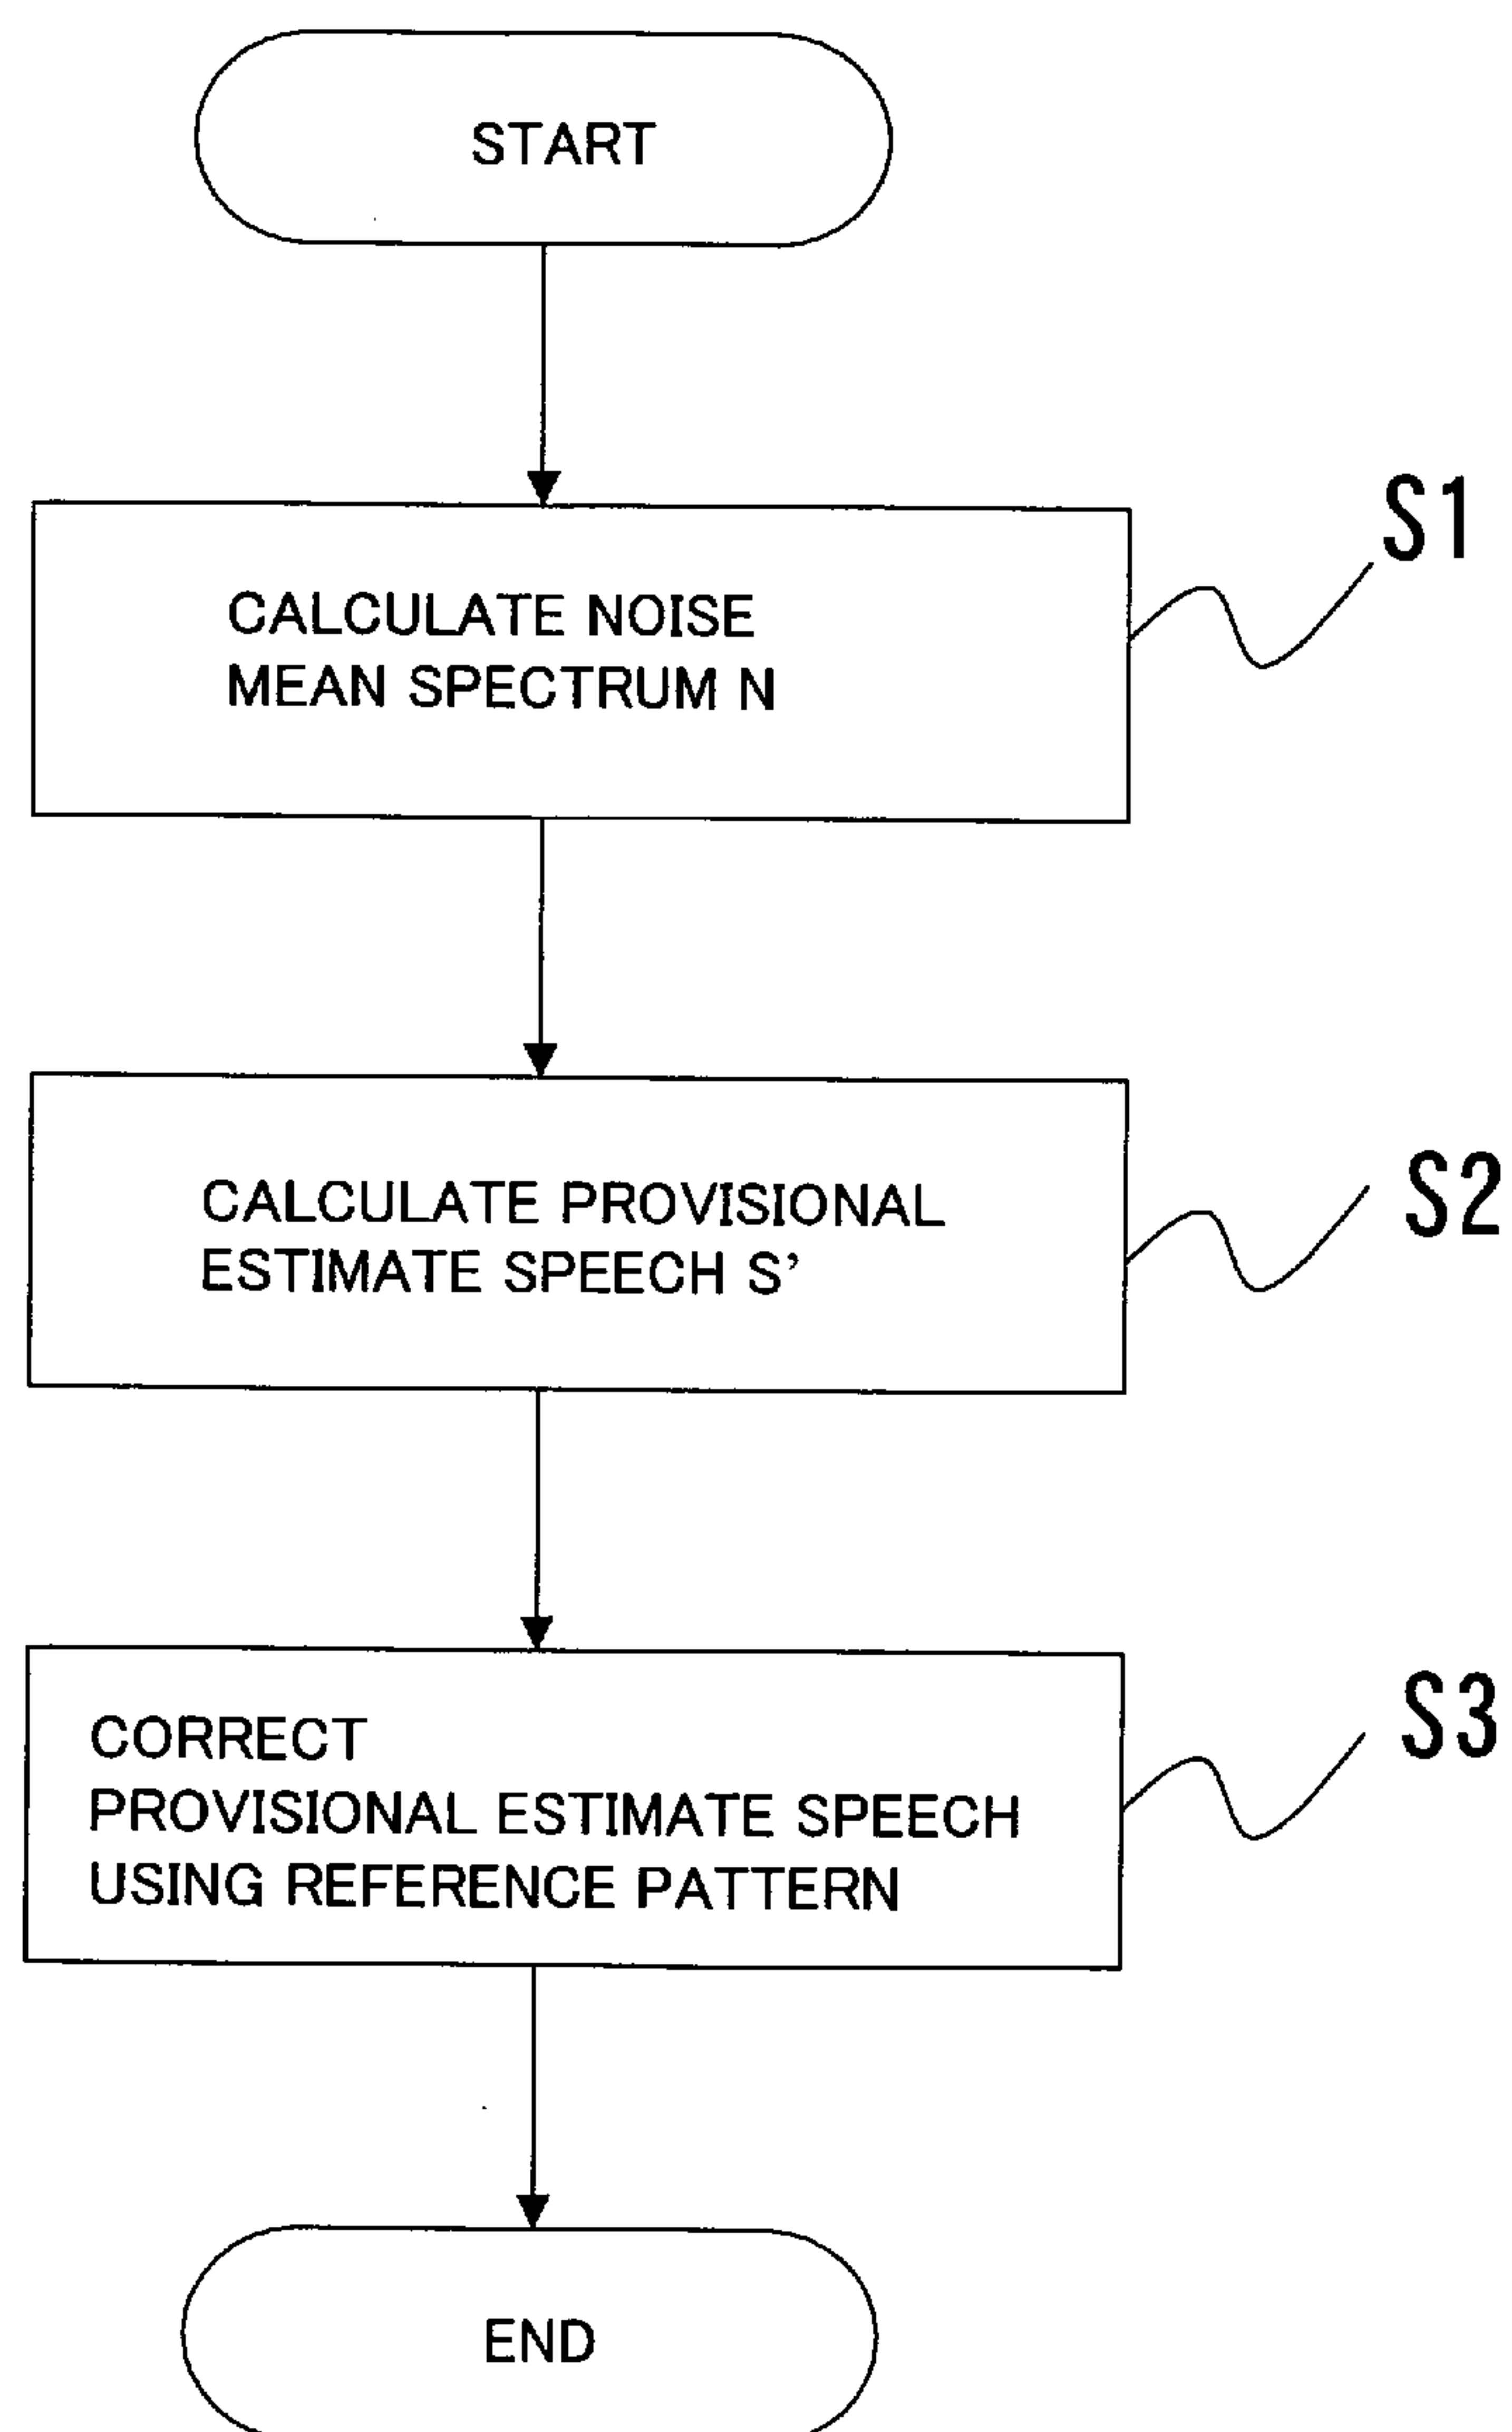 START
S1
CALCULATE NOISE
MEAN SPECTRUM N
S2
CALCULATE PROVISIONAL
ESTIMATE SPEECH S’
S3
CORRECT
PROVISIONAL ESTIMATE SPEECH
USING REFERENCE PATTERN
END